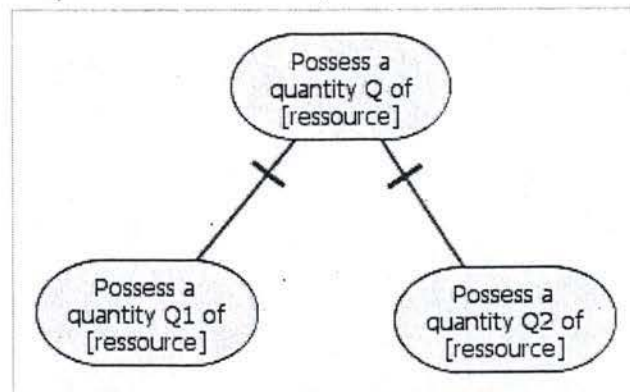 Possess a
quantity Q of
[ressource]
Possess a
quantity Q1 of
[ressource]
Possess a
quantity Q2 of
[ressource]